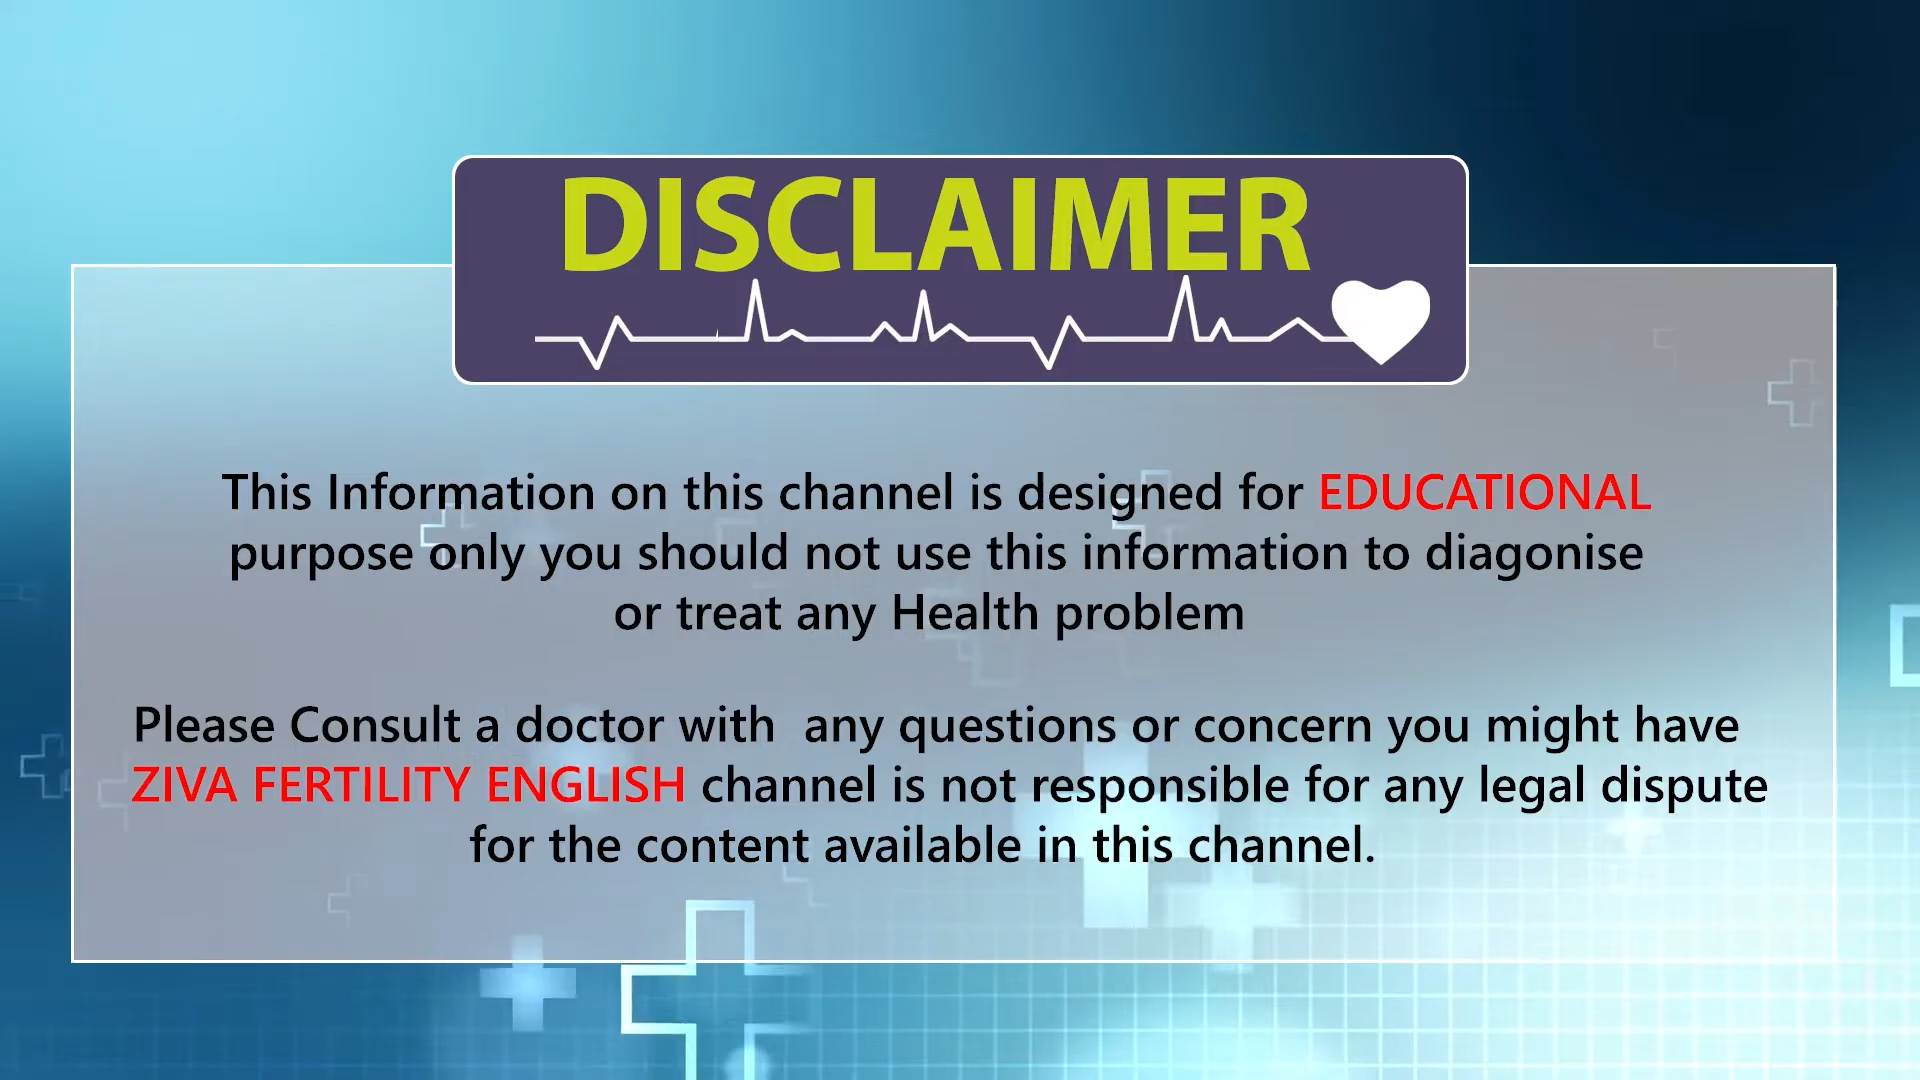 DISCLAIMER
This Information on this channel is designed for EDUCATIONAL
purpose only you should not use this information to diagonise
or treat any Health problem
Please Consult a doctor with  any questions or concern you might have
ZIVA FERTILITY ENGLISH channel is not responsible for any legal dispute
for the content available in this channel.